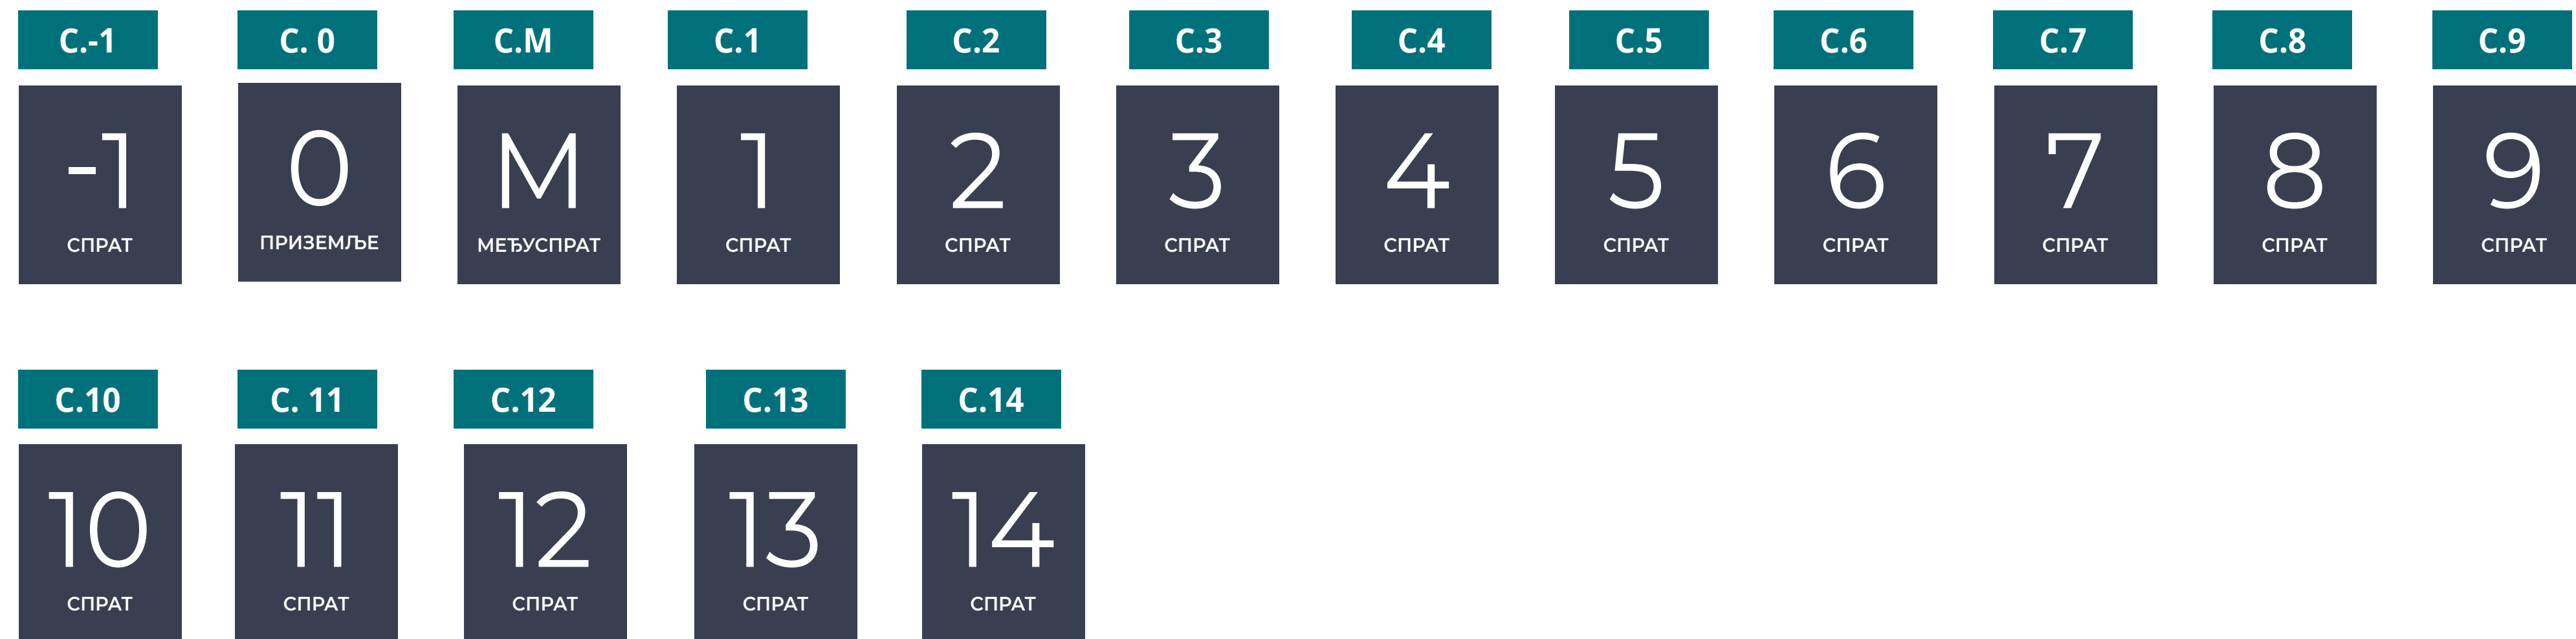 С.-1 С. 0 С.М С.1 С.2 С.3 С.4 С.5 С.6 С.7 С.8 С.9
-1 0 М 1 2 3 4 5 6 7 8 9
СПРАТ ПРИЗЕМЉЕ МЕЂУСПРАТ СПРАТ СПРАТ СПРАТ СПРАТ СПРАТ СПРАТ СПРАТ СПРАТ СПРАТ
С.10 С. 11 С.12 С.13 С.14
10 11 12 13 14
СПРАТ СПРАТ СПРАТ СПРАТ СПРАТ